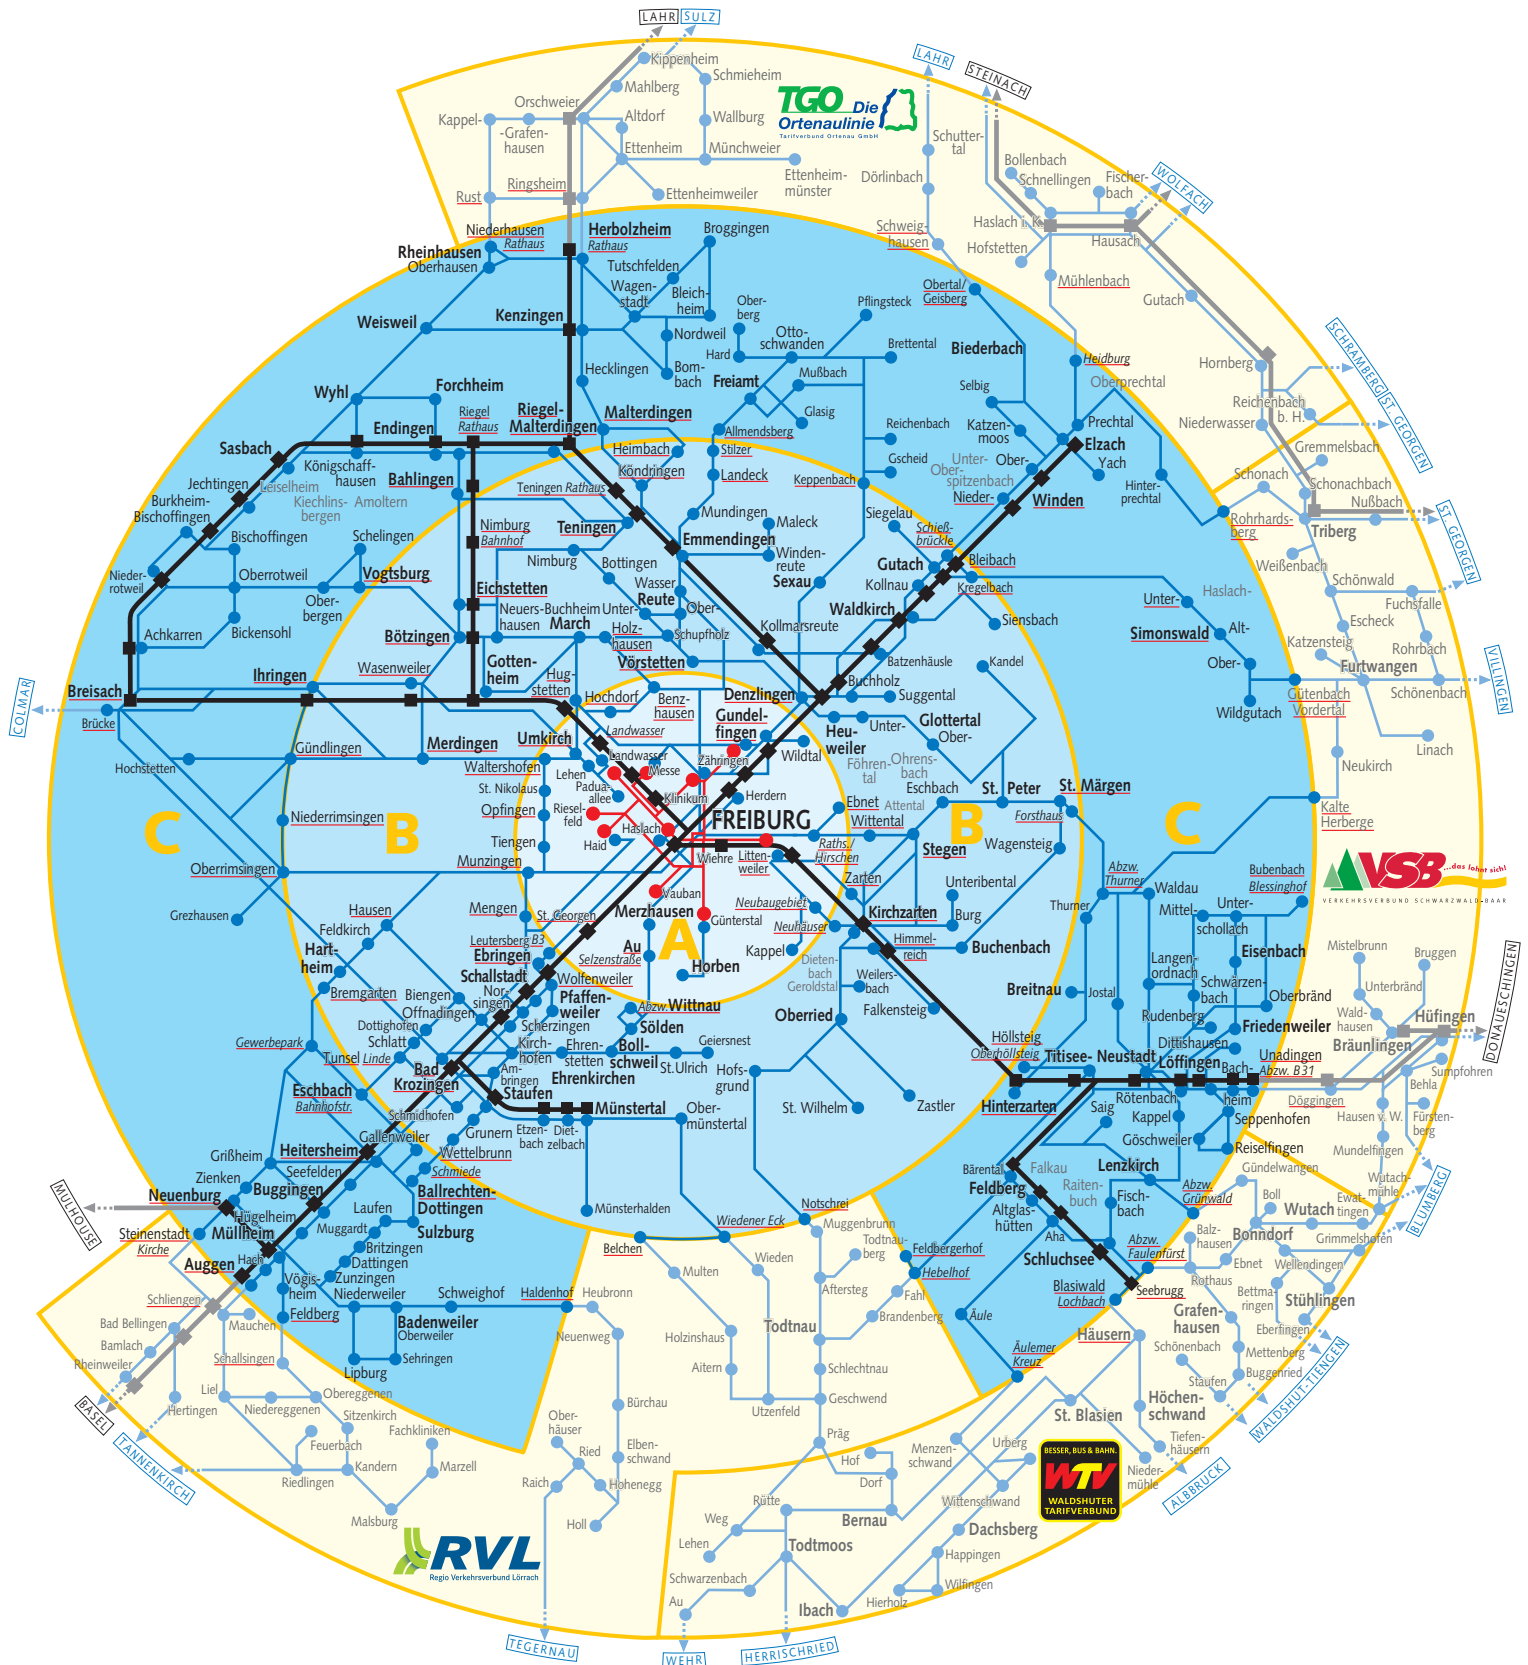 LAHR
SULZ
Kippenheim
Schmieheim
Mahlberg
Orschweier
Kappel-
-Grafen-
hausen
Altdorf
Wallburg
Ettenheim
Münchweier
Ettenheim-
münster
Ringsheim
Rust
Ettenheimweiler
TGO Die
Ortenaulinie
Tarifverbund Ortenau GmbH
LAHR
STEINACH
Schutter-
tal
Dörlinbach
Schweig-
hausen
Bollenbach
Schnellingen
Fischer-
bach
WOLFACH
Haslach i. K.
Hausach
Hofstetten
Mühlenbach
Gutach
Hornberg
SCHRAMBERG/ST. GEORGEN
Reichenbach
b. H.
Niederwasser
Gremmelsbach
Schonach
Schonachbach
Nußbach
Triberg
ST. GEORGEN
Rohrhards-
berg
Weißenbach
Schönwald
Fuchsfalle
Escheck
Rohrbach
Katzensteig
Furtwangen
Schönenbach
VILLINGEN
Gütenbach
Vordertal
Linach
Neukirch
Kalte
Herberge
Niederhausen
Rathaus
Rheinhausen
Oberhausen
Herbolzheim
Rathaus
Broggingen
Tutschfelden
Wagen-
stadt
Bleich-
heim
Weisweil
Kenzingen
Nordweil
Bom-
bach
Hecklingen
Ober-
berg
Hard
Otto-
schwanden
Pflingsteck
Brettental
Mußbach
Freiamt
Glasig
Allmendsberg
Reichenbach
Gscheid
Keppenbach
Obertal/
Geisberg
Biederbach
Heidburg
Oberprechtal
Selbig
Prechtal
Katzen-
moos
Elzach
Yach
Unter-
Ober-
spitzenbach
Ober-
Nieder-
Winden
Hinter-
prechtal
Wyhl
Forchheim
Endingen
Riegel
Rathaus
Riegel-
Malterdingen
Malterdingen
Sasbach
Königschaff-
hausen
Bahlingen
Heimbach
Stilzer
Landeck
Köndringen
Jechtingen
Leiselheim
Kiechlins-
bergen
Amoltern
Burkheim-
Bischoffingen
Bischoffingen
Schelingen
Teningen Rathaus
Teningen
Mundingen
Maleck
Emmendingen
Winden-
reute
Sexau
Siegelau
Schieß-
brückle
Gutach
Bleibach
Kollnau
Kregelbach
Nimburg
Bahnhof
Nimburg
Bottingen
Nieder-
rotweil
Oberrotweil
Vogtsburg
Ober-
bergen
Eichstetten
Wasser
Reute
Unter-
Ober-
Neuers-
hausen
Buchheim
March
Holz-
hausen
Schupfholz
Kollmarsreute
Waldkirch
Siensbach
Unter-
Haslach-
Simonswald
Alt-
Ober-
Wildgutach
Achkarren
Bickensohl
Bötzingen
Vörstetten
Batzenhäusle
Kandel
Wasenweiler
Gotten-
heim
Hug-
stetten
Ihringen
Breisach
COLMAR
Brücke
Hochdorf
Benz-
hausen
Denzlingen
Buchholz
Suggental
Gundel-
fingen
Heu-
weiler
Unter-
Glottertal
Ober-
Föhren-
tal
Ohrens-
bach
Eschbach
St. Peter
St. Märgen
Hochstetten
Gündlingen
Merdingen
Umkirch
Landwasser
Landwasser
Waltershofen
Lehen
Messe
Zähringen
Wildtal
St. Nikolaus
Padua-
allee
Klinikum
Herdern
Opfingen
Riesel-
feld
Niederrimsingen
Haslach
FREIBURG
Tiengen
Haid
Wiehre
Litten-
weiler
Ebnet
Wittental
Attental
Raths./
Hirschen
Stegen
Forsthaus
Wagensteig
Abzw.
Thurner
C
B
A
B
C
VSB
...das lohnt sich!
VERKEHRSVERBUND SCHWARZWALD-BAAR
Oberrimsingen
Munzingen
Grezhausen
Hausen
Mengen
St. Georgen
Vauban
Merzhausen
Günterstal
Zarten
Neubaugebiet
Neuhäuser
Kirchzarten
Unteribental
Burg
Thurner
Waldau
Bubenbach
Blessinghof
Mittel-
Unter-
schollach
Feldkirch
Leutersberg
B3
Hart-
heim
Ebringen
Au
Selzenstraße
Kappel
Himmel-
reich
Buchenbach
Horben
Dieten-
bach
Geroldstal
Weilers-
bach
Falkensteig
Breitnau
Jostal
Langen-
ordnach
Eisenbach
Schwärzen-
bach
Oberbränd
Schallstadt
Wolfenweiler
Nor-
singen
Pfaffen-
weiler
Abzw. Wittnau
Bremgarten
Biengen
Offnadingen
Scherzingen
Sölden
Oberried
Rudenberg
Friedenweiler
Dottighofen
Schlatt
Gewerbepark
Tunsel Linde
Kirch-
hofen
Ehren-
stetten
Boll-
schweil
Geiersnest
St.Ulrich
Hofs-
grund
Höllsteig
Oberhöllsteig
Titisee-
Neustadt
Dittishausen
Löffingen
Unadingen
Abzw. B31
Bad
Krozingen
Am-
bringen
Ehrenkirchen
Staufen
Münstertal
Eschbach
Bahnhofstr.
Schmidhofen
Etzen-
bach
Diet-
zelbach
Ober-
münstertal
St. Wilhelm
Zastler
Hinterzarten
Saig
Rötenbach
Bach-
heim
Kappel
Seppenhofen
Göschweiler
Reiselfingen
Grunern
Gallenweiler
Wettelbrunn
Schmiede
Heitersheim
Grißheim
Seefelden
Zienken
Buggingen
Neuenburg
Hügelheim
Laufen
Ballrechten-
Dottingen
MULHOUSE
Steinenstadt
Kirche
Müllheim
Muggardt
Sulzburg
Britzingen
Dattingen
Zunzingen
Hach
Auggen
Vögis-
heim
Niederweiler
Schweighof
Haldenhof
Feldberg
Badenweiler
Oberweiler
Sehringen
Lipburg
Münsterhalden
Belchen
Wiedener Eck
Notschrei
Bärental
Falkau
Feldberg
Raiten-
buch
Lenzkirch
Altglas-
hütten
Fisch-
bach
Abzw.
Grünwald
Aha
Feldbergerhof
Hebelhof
Schluchsee
Abzw.
Faulenfürst
Blasiwald
Lochbach
Seebrugg
Äule
Äulemer
Kreuz
Schliengen
Mauchen
Bad Bellingen
Bamlach
Rheinweiler
Schallsingen
BASEL
Liel
Hertingen
Obereggenen
Niedereggenen
Sitzenkirch
Fachkliniken
Feuerbach
TANNENKIRCH
Riedlingen
Kandern
Marzell
Malsburg
RVL
Regio Verkehrsverbund Lörrach
Heubronn
Neuenweg
Bürchau
Ober-
häuser
Elben-
schwand
Ried
Raich
Hohenegg
Holl
TEGERNAU
Multen
Wieden
Holzinshaus
Aitern
Utzenfeld
Muggenbrunn
Todtnau-
berg
Aftersteg
Fahl
Brandenberg
Todtnau
Schlechtnau
Geschwend
Präg
Hof
Dorf
Menzen-
schwand
Urberg
Wittenschwand
Rütte
Weg
Lehen
Bernau
Todtmoos
Schwarzenbach
Au
Dachsberg
Happingen
Wilfingen
Hierholz
Ibach
WEHR
HERRISCHRIED
BESSER, BUS & BAHN.
WTV
WALDSHUTER
TARIFVERBUND
Häusern
St. Blasien
Höchen-
schwand
Tiefen-
häusern
Nieder-
mühle
ALBBRUCK
Schönenbach
Staufen
Grafen-
hausen
Rothaus
Mettenberg
Buggenried
WALDSHUT-TIENGEN
Balz-
hausen
Ebnet
Bonndorf
Boll
Gündelwangen
Wutach
Ewat-
tingen
Wutach-
mühle
BLUMBERG
Grimmelshofen
Wellendingen
Bettma-
ringen
Stühlingen
Eberfingen
Mistelbrunn
Bruggen
Unterbränd
Wald-
hausen
Hüfingen
Bräunlingen
DONAUESCHINGEN
Sumpfohren
Behla
Döggingen
Hausen v. W.
Fürsten-
berg
Mundelfingen